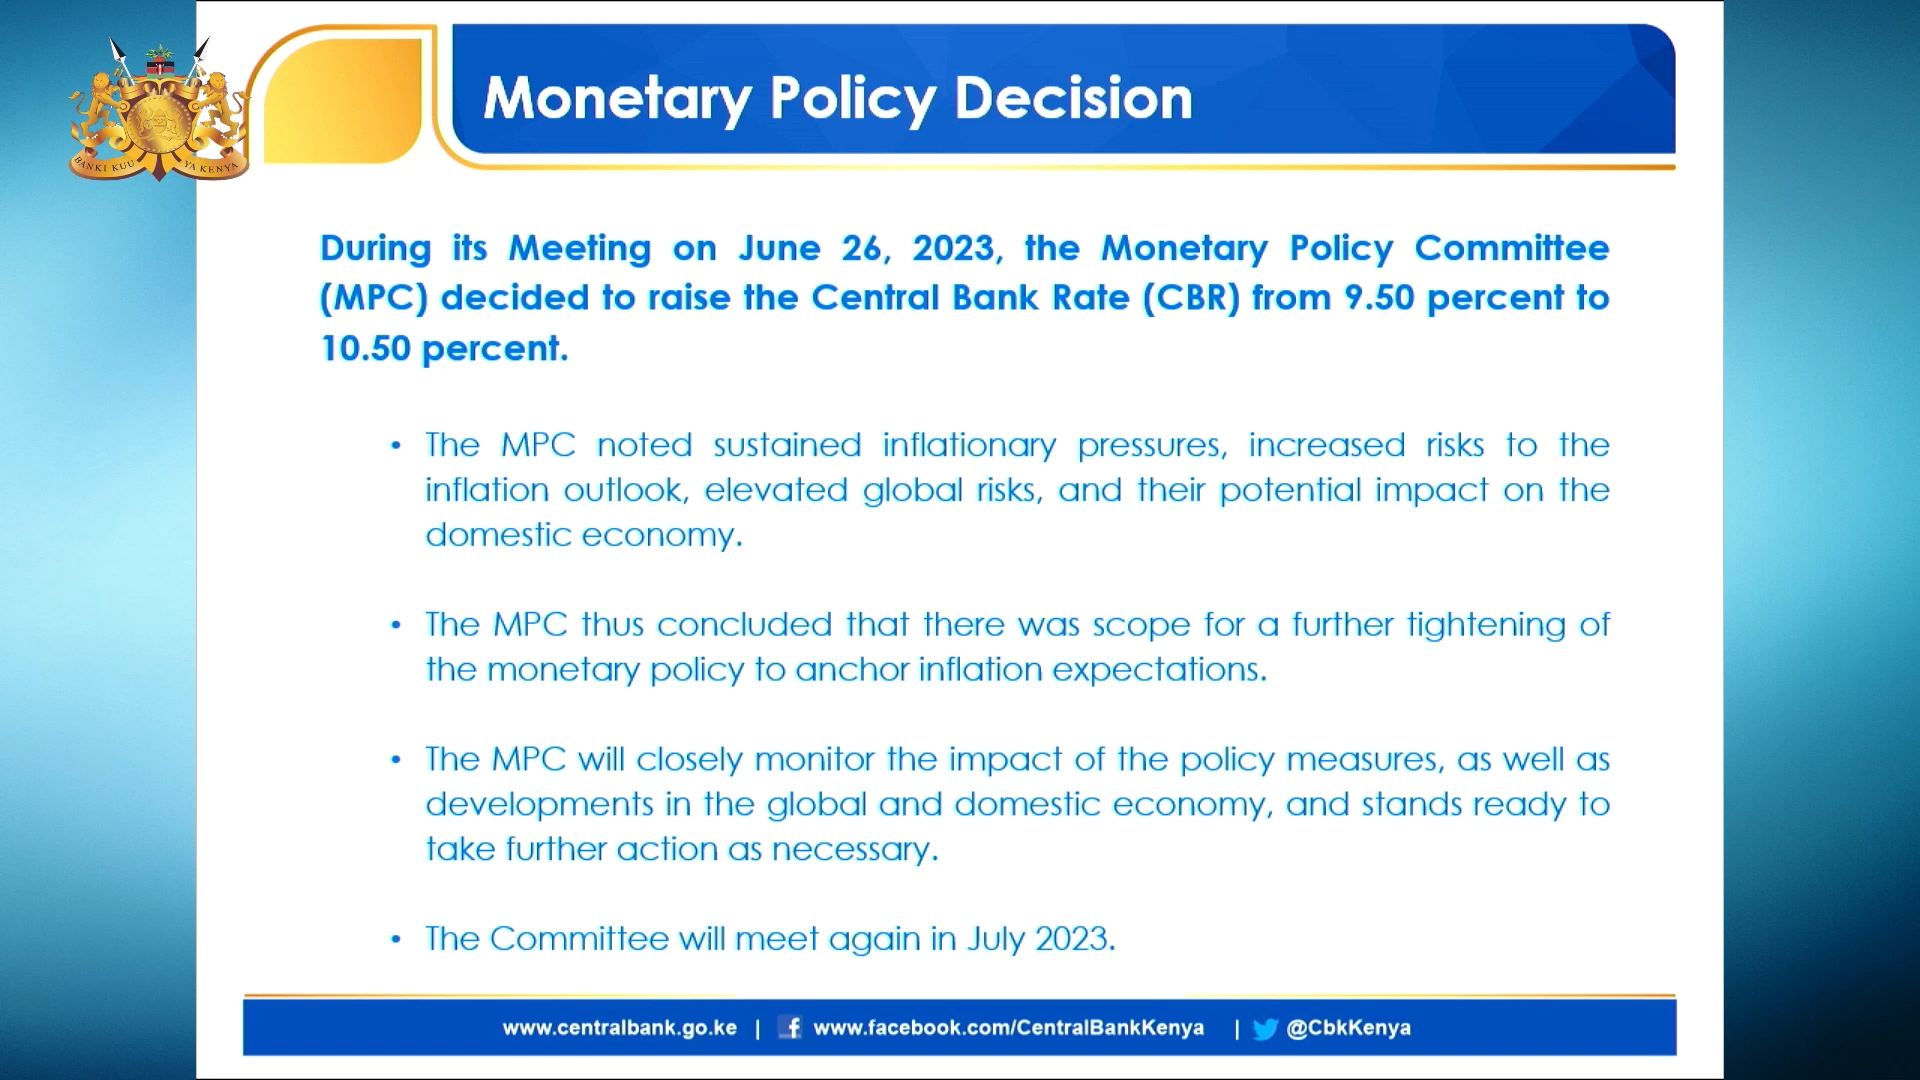 BANKI KUU YA KENYA
Monetary Policy Decision
During its Meeting on June 26, 2023, the Monetary Policy Committee
(MPC) decided to raise the Central Bank Rate (CBR) from 9.50 percent to
10.50 percent.
• The MPC noted sustained inflationary pressures, increased risks to the
inflation outlook, elevated global risks, and their potential impact on the
domestic economy.
• The MPC thus concluded that there was scope for a further tightening of
the monetary policy to anchor inflation expectations.
• The MPC will closely monitor the impact of the policy measures, as well as
developments in the global and domestic economy, and stands ready to
take further action as necessary.
• The Committee will meet again in July 2023.
www.centralbank.go.ke | www.facebook.com/CentralBankKenya | @CbkKenya